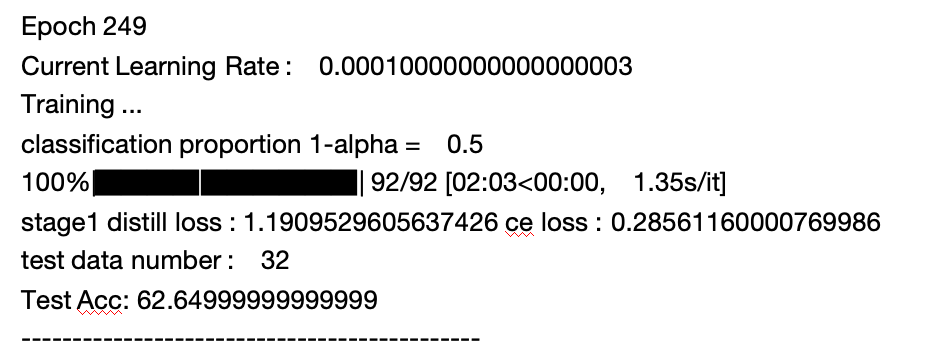 Epoch 249
Current Learning Rate :   0.00010000000000000003
Training ...
classification proportion 1-alpha =   0.5
100%|██████████| 92/92 [02:03<00:00,   1.35s/it]
stage1 distill loss : 1.1909529605637426 ce loss : 0.28561160000769986
test data number :   32
Test Acc: 62.64999999999999
---------------------------------------------